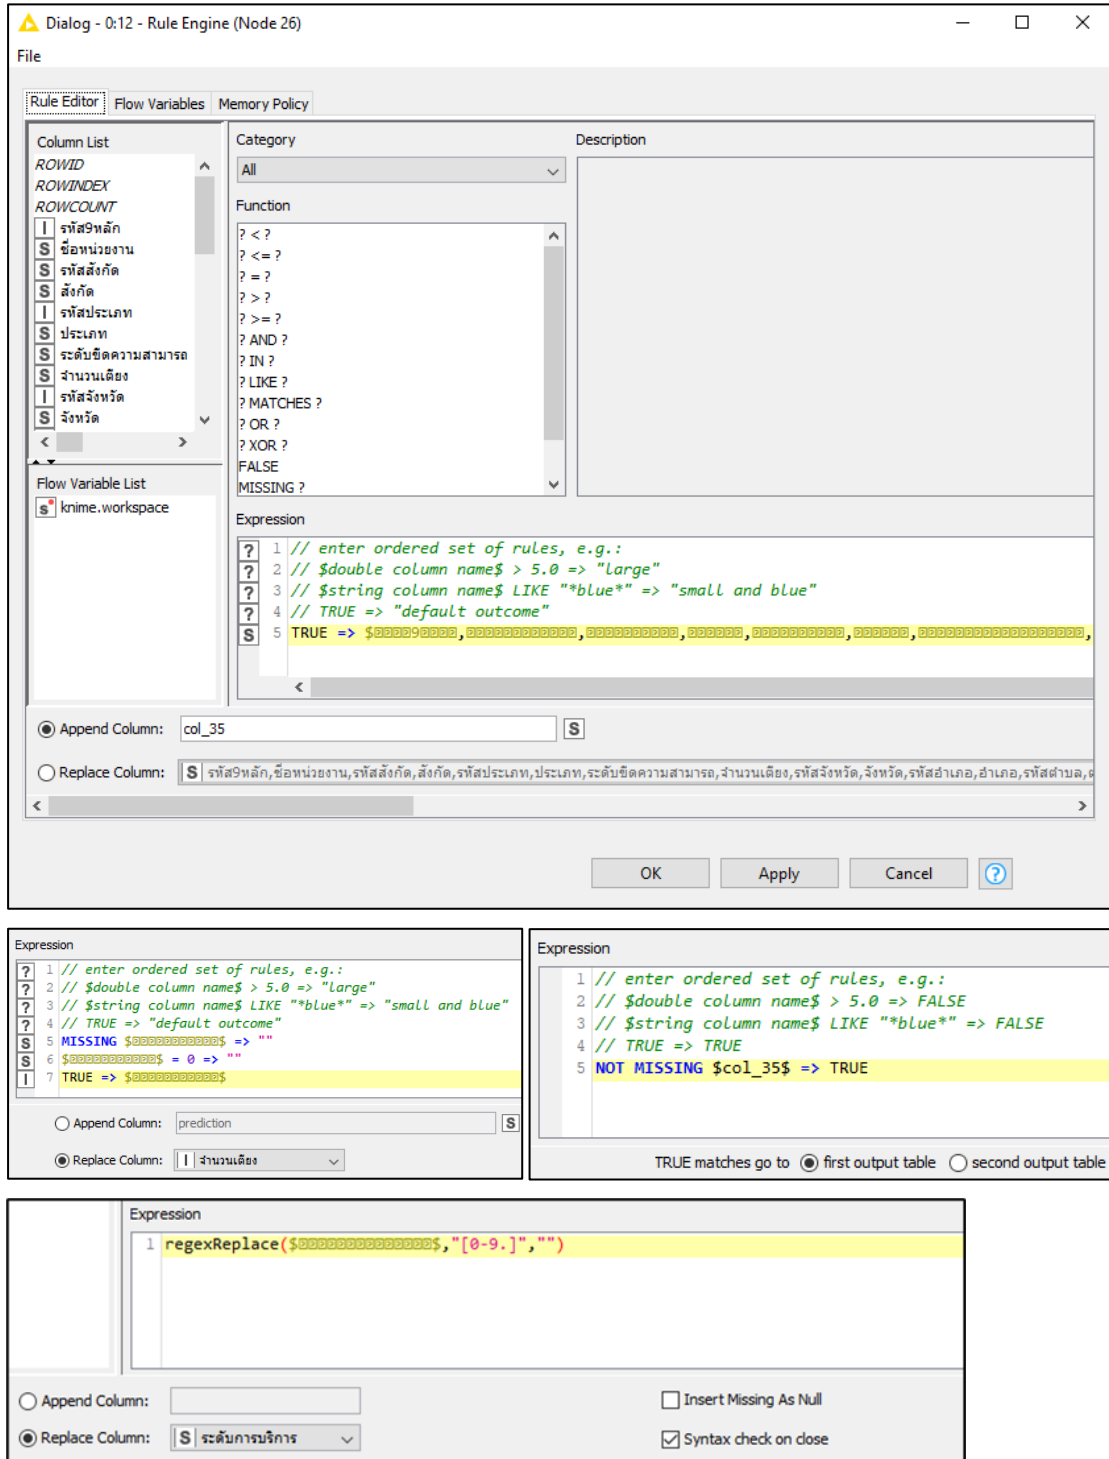 Dialog - 0:12 - Rule Engine (Node 26)
File
Rule Editor Flow Variables Memory Policy
Column List
ROWID
ROWINDEX
ROWCOUNT
I รหัส9หลัก
S ชื่อหน่วยงาน
S รหัสสังกัด
S สังกัด
I รหัสประเภท
S ประเภท
S ระดับขีดความสามารถ
S จำนวนเตียง
I รหัสจังหวัด
S จังหวัด
Flow Variable List
s knime.workspace
Category
All
Function
? < ?
? <= ?
? = ?
? > ?
? >= ?
? AND ?
? IN ?
? LIKE ?
? MATCHES ?
? OR ?
? XOR ?
FALSE
MISSING ?
Description
Expression
? 1 // enter ordered set of rules, e.g.:
? 2 // $double column name$ > 5.0 => "large"
? 3 // $string column name$ LIKE "*blue*" => "small and blue"
? 4 // TRUE => "default outcome"
S 5 TRUE => $ 9 , , , , , , ,
Append Column: col_35 S
Replace Column: S รหัส9หลัก,ชื่อหน่วยงาน,รหัสสังกัด,สังกัด,รหัสประเภท,ประเภท,ระดับขีดความสามารถ,จำนวนเตียง,รหัสจังหวัด,จังหวัด,รหัสอำเภอ,อำเภอ,รหัสตำบล,ต
OK Apply Cancel ?
Expression
? 1 // enter ordered set of rules, e.g.:
? 2 // $double column name$ > 5.0 => "large"
? 3 // $string column name$ LIKE "*blue*" => "small and blue"
? 4 // TRUE => "default outcome"
S 5 MISSING $ $ => ""
S 6 $ $ = 0 => ""
I 7 TRUE => $ $
Append Column: prediction S
Replace Column: I จำนวนเตียง
Expression
1 // enter ordered set of rules, e.g.:
2 // $double column name$ > 5.0 => FALSE
3 // $string column name$ LIKE "*blue*" => FALSE
4 // TRUE => TRUE
5 NOT MISSING $col_35$ => TRUE
TRUE matches go to first output table second output table
Expression
1 regexReplace($ $,"[0-9.]","")
Append Column:
Insert Missing As Null
Replace Column: S ระดับการบริการ
Syntax check on close